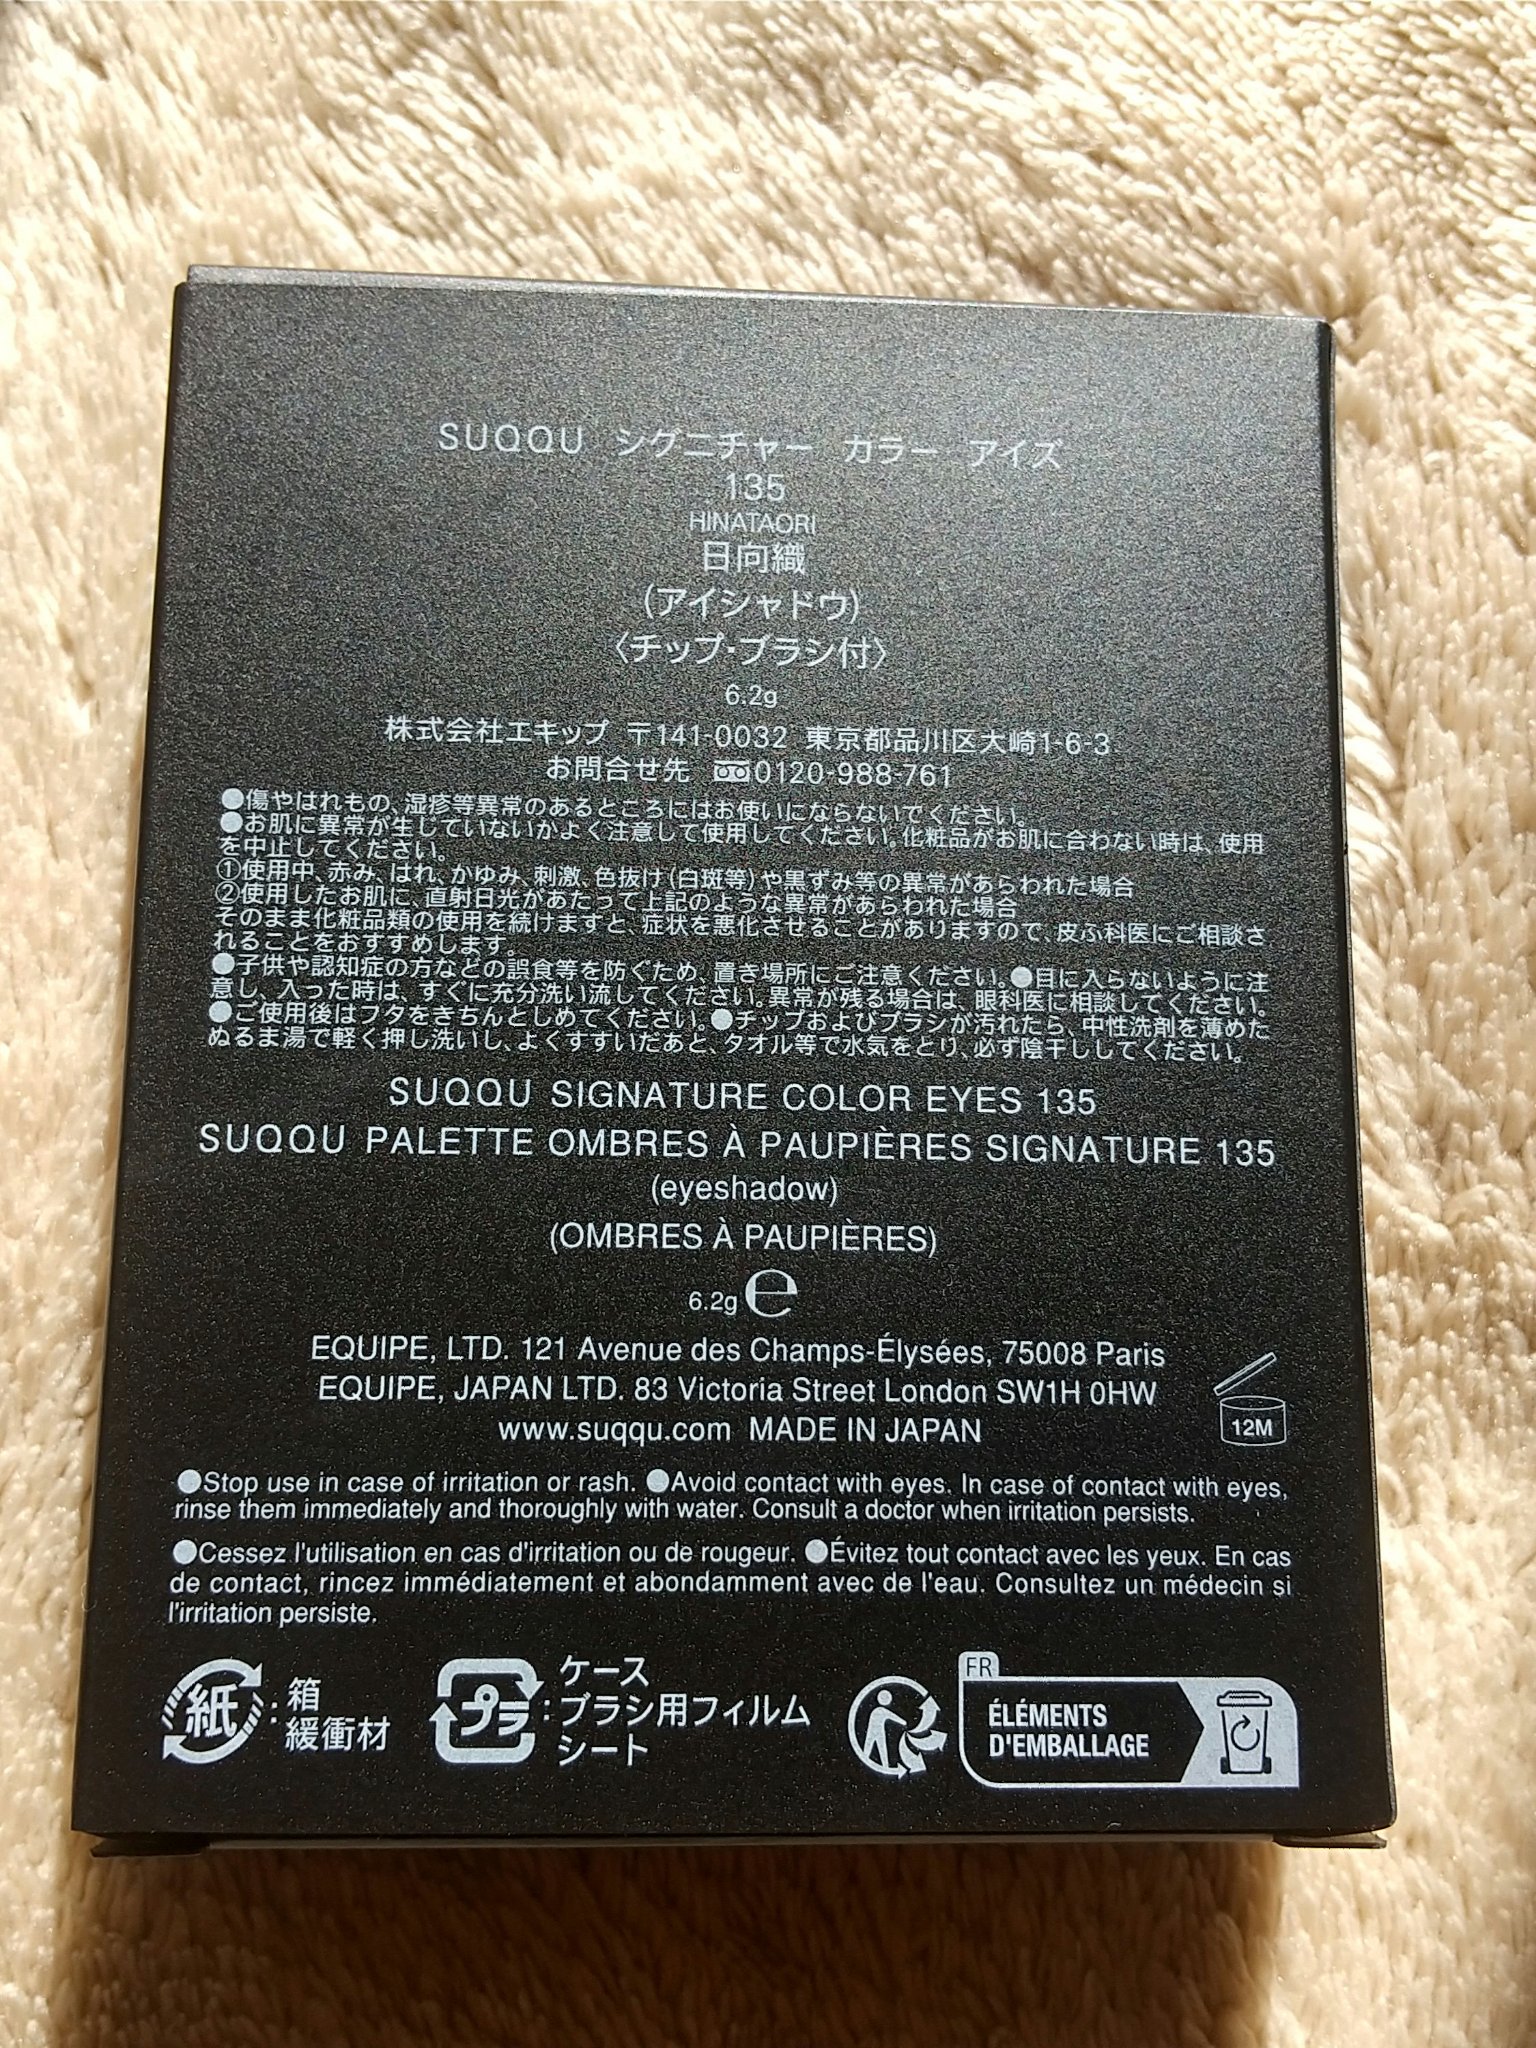 SUQQU シグニチャー カラー アイズ
135
HINATAORI
日向織
(アイシャドウ)
〈チップ・ブラシ付〉
6.2g
株式会社エキップ 〒141-0032 東京都品川区大崎1-6-3
お問合せ先 0120-988-761
●傷やはれもの、湿疹等異常のあるところにはお使いにならないでください。
●お肌に異常が生じていないかよく注意して使用してください。化粧品がお肌に合わない時は、使用
を中止してください。
①使用中、赤み、はれ、かゆみ、刺激、色抜け(白斑等)や黒ずみ等の異常があらわれた場合
②使用したお肌に、直射日光があたって上記のような異常があらわれた場合
そのまま化粧品類の使用を続けますと、症状を悪化させることがありますので、皮ふ科医にご相談さ
れることをおすすめします。
●子供や認知症の方などの誤食等を防ぐため、置き場所にご注意ください。●目に入らないように注
意し、入った時は、すぐに充分洗い流してください。異常が残る場合は、眼科医に相談してください。
●ご使用後はフタをきちんとしめてください。●チップおよびブラシが汚れたら、中性洗剤を薄めた
ぬるま湯で軽く押し洗いし、よくすすいだあと、タオル等で水気をとり、必ず陰干ししてください。
SUQQU SIGNATURE COLOR EYES 135
SUQQU PALETTE OMBRES À PAUPIÈRES SIGNATURE 135
(eyeshadow)
(OMBRES À PAUPIÈRES)
6.2g ℮
EQUIPE, LTD. 121 Avenue des Champs-Élysées, 75008 Paris
EQUIPE, JAPAN LTD. 83 Victoria Street London SW1H 0HW
www.suqqu.com MADE IN JAPAN
12M
●Stop use in case of irritation or rash. ●Avoid contact with eyes. In case of contact with eyes,
rinse them immediately and thoroughly with water. Consult a doctor when irritation persists.
●Cessez l'utilisation en cas d'irritation ou de rougeur. ●Évitez tout contact avec les yeux. En cas
de contact, rincez immédiatement et abondamment avec de l'eau. Consultez un médecin si
l'irritation persiste.
紙:箱
緩衝材
プラ:ケース
ブラシ用フィルム
シート
FR
ÉLÉMENTS
D'EMBALLAGE